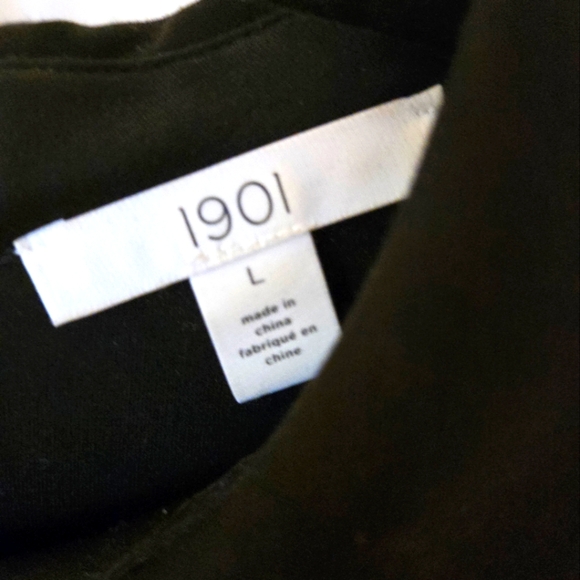 1901
L
made in
china
fabriqué en
chine